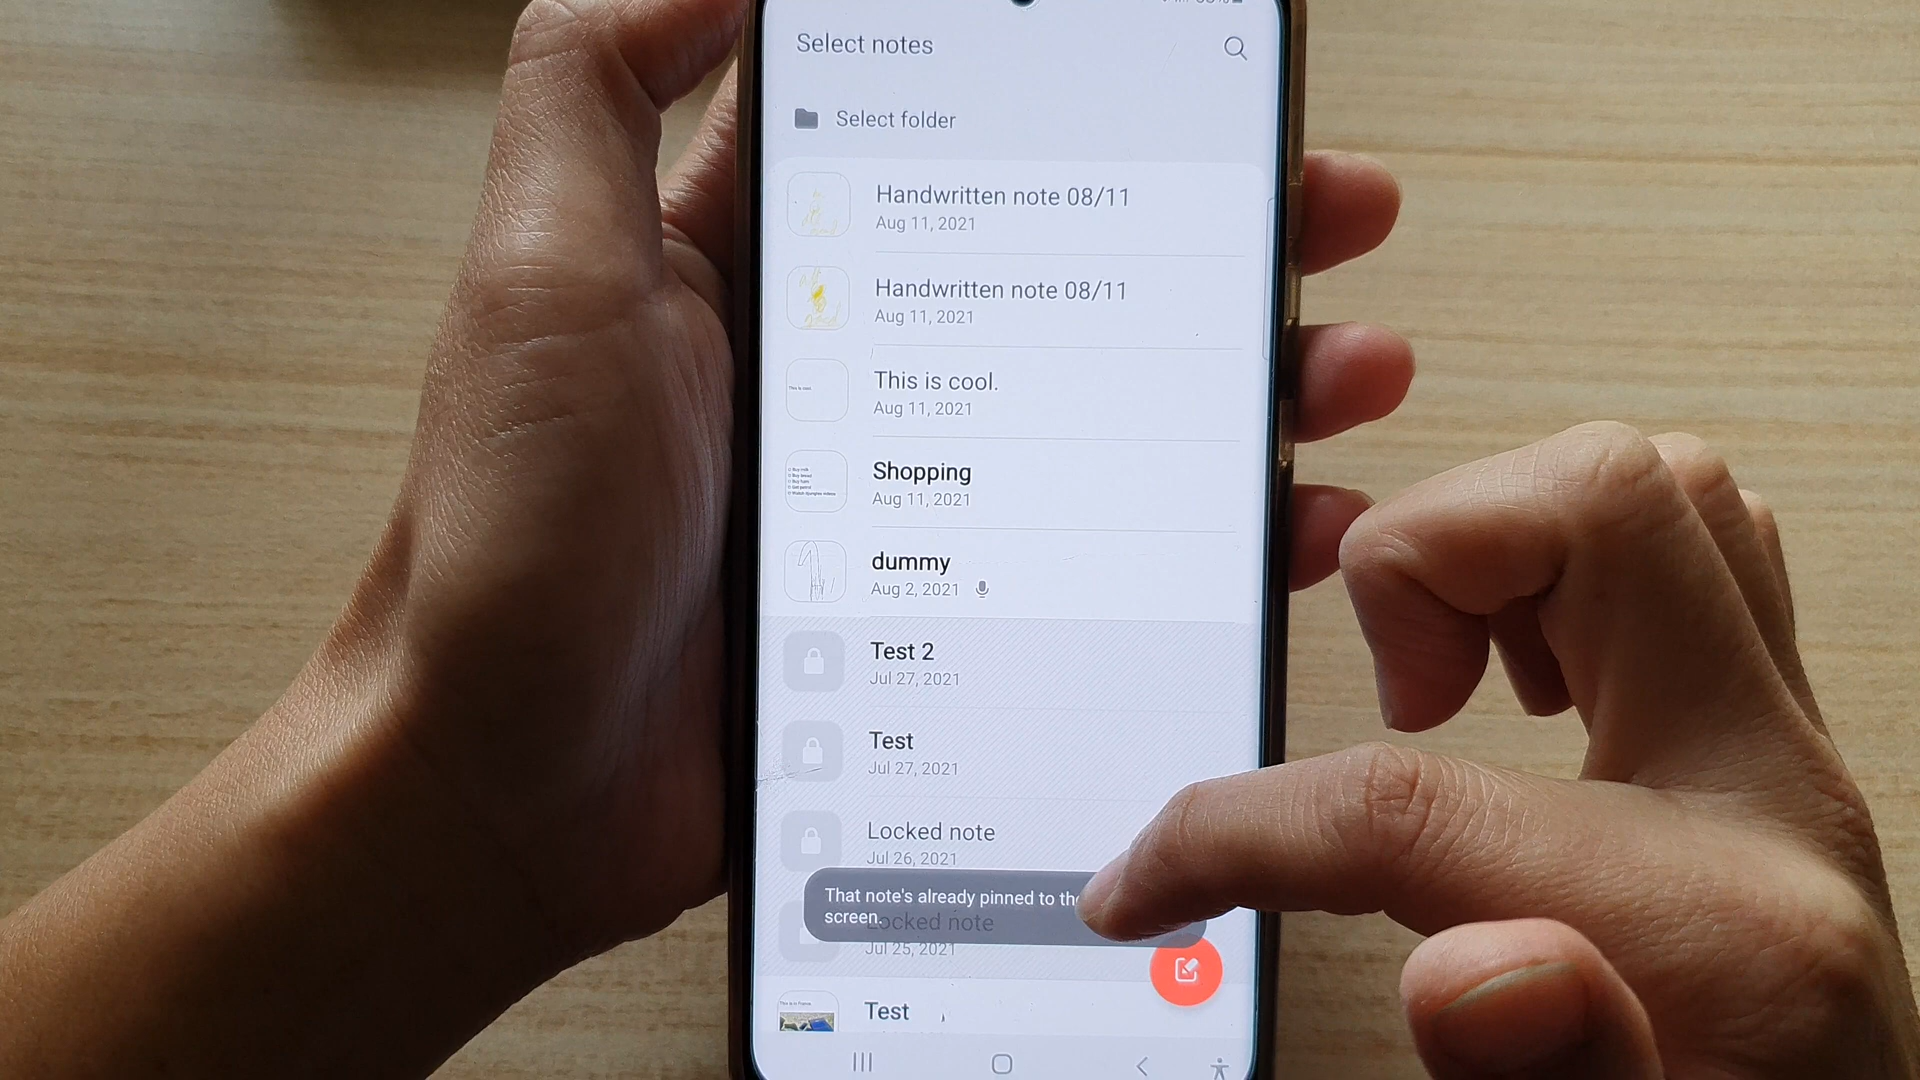 Select notes
Select folder
Handwritten note 08/11
Aug 11, 2021
Handwritten note 08/11
Aug 11, 2021
This is cool.
Aug 11, 2021
Shopping
Aug 11, 2021
dummy
Aug 2, 2021
Test 2
Jul 27, 2021
Test
Jul 27, 2021
Locked note
Jul 26, 2021
That note's already pinned to
screen.
Locked note
Jul 25, 2021
Test